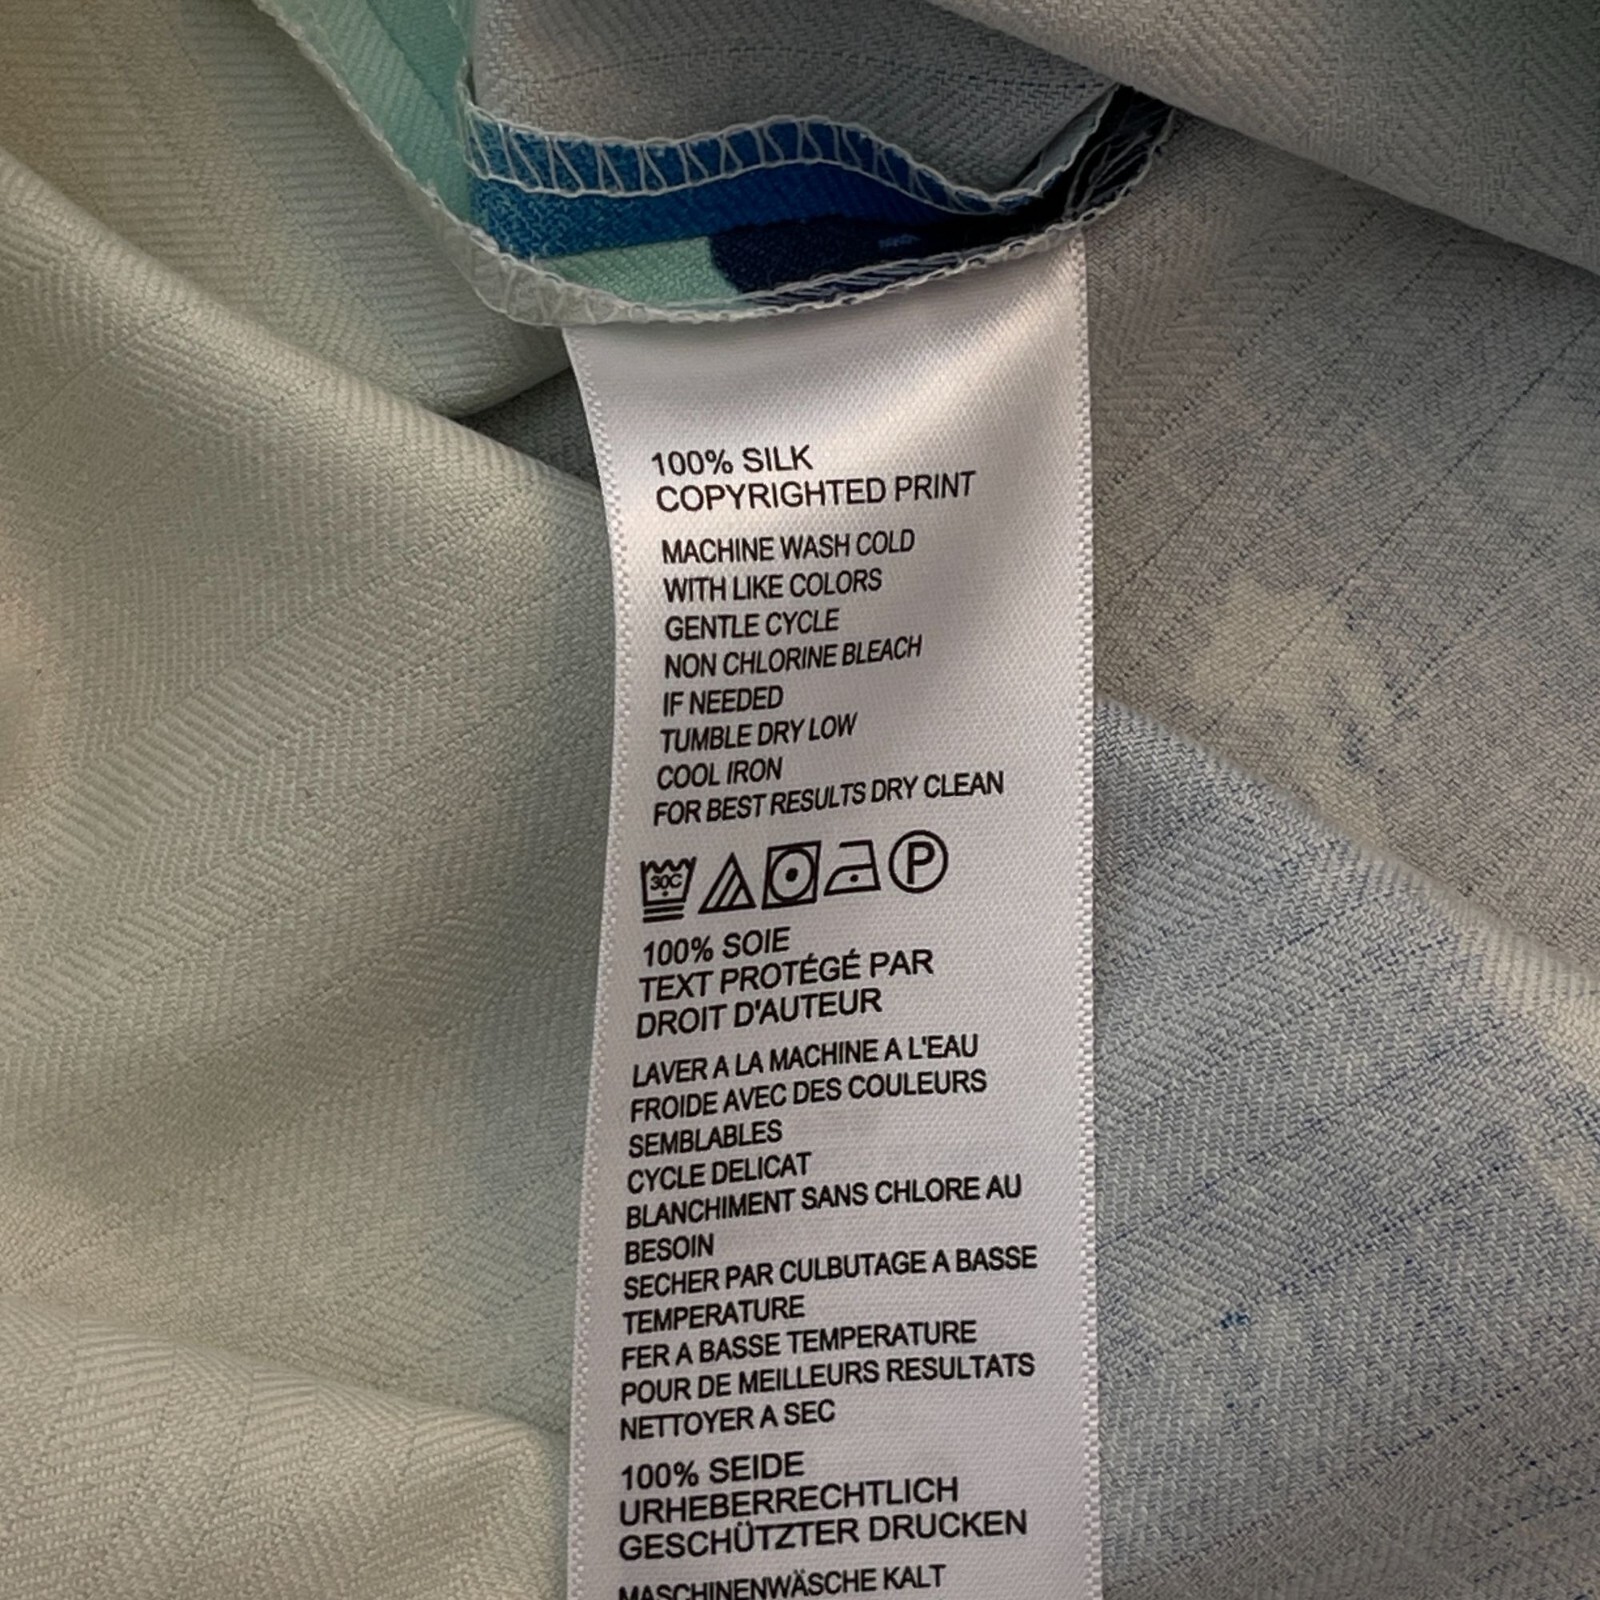 100% SILK
COPYRIGHTED PRINT
MACHINE WASH COLD
WITH LIKE COLORS
GENTLE CYCLE
NON CHLORINE BLEACH
IF NEEDED
TUMBLE DRY LOW
COOL IRON
FOR BEST RESULTS DRY CLEAN
30C P
100% SOIE
TEXT PROTÉGÉ PAR
DROIT D'AUTEUR
LAVER A LA MACHINE A L'EAU
FROIDE AVEC DES COULEURS
SEMBLABLES
CYCLE DELICAT
BLANCHIMENT SANS CHLORE AU
BESOIN
SECHER PAR CULBUTAGE A BASSE
TEMPERATURE
FER A BASSE TEMPERATURE
POUR DE MEILLEURS RESULTATS
NETTOYER A SEC
100% SEIDE
URHEBERRECHTLICH
GESCHÜTZTER DRUCKEN
MASCHINENWÄSCHE KALT